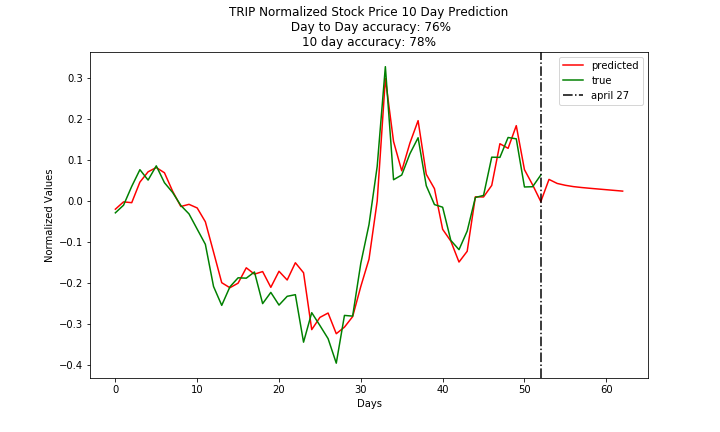 TRIP Normalized Stock Price 10 Day Prediction
Day to Day accuracy: 76%
10 day accuracy: 78%
predicted
true
april 27
Normalized Values
0.3
0.2
0.1
0.0
−0.1
−0.2
−0.3
−0.4
0 10 20 30 40 50 60
Days